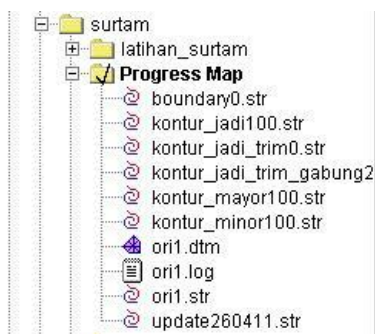 surtam
latihan_surtam
Progress Map
boundary0.str
kontur_jadi100.str
kontur_jadi_trim0.str
kontur_jadi_trim_gabung2
kontur_mayor100.str
kontur_minor100.str
ori1.dtm
ori1.log
ori1.str
update260411.str